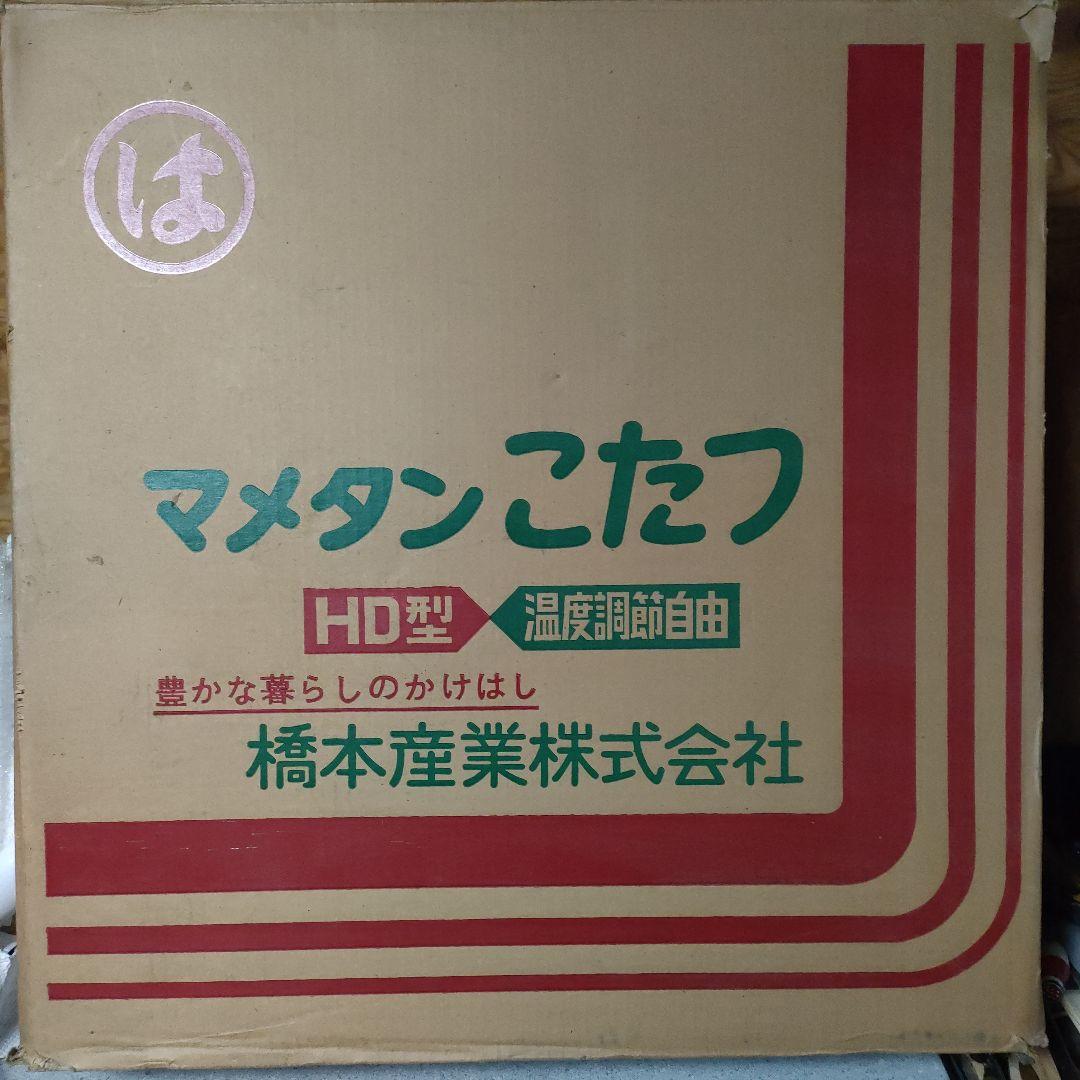 は
マメタンこたつ
HD型 温度調節自由
豊かな暮らしのかけはし
橋本産業株式会社